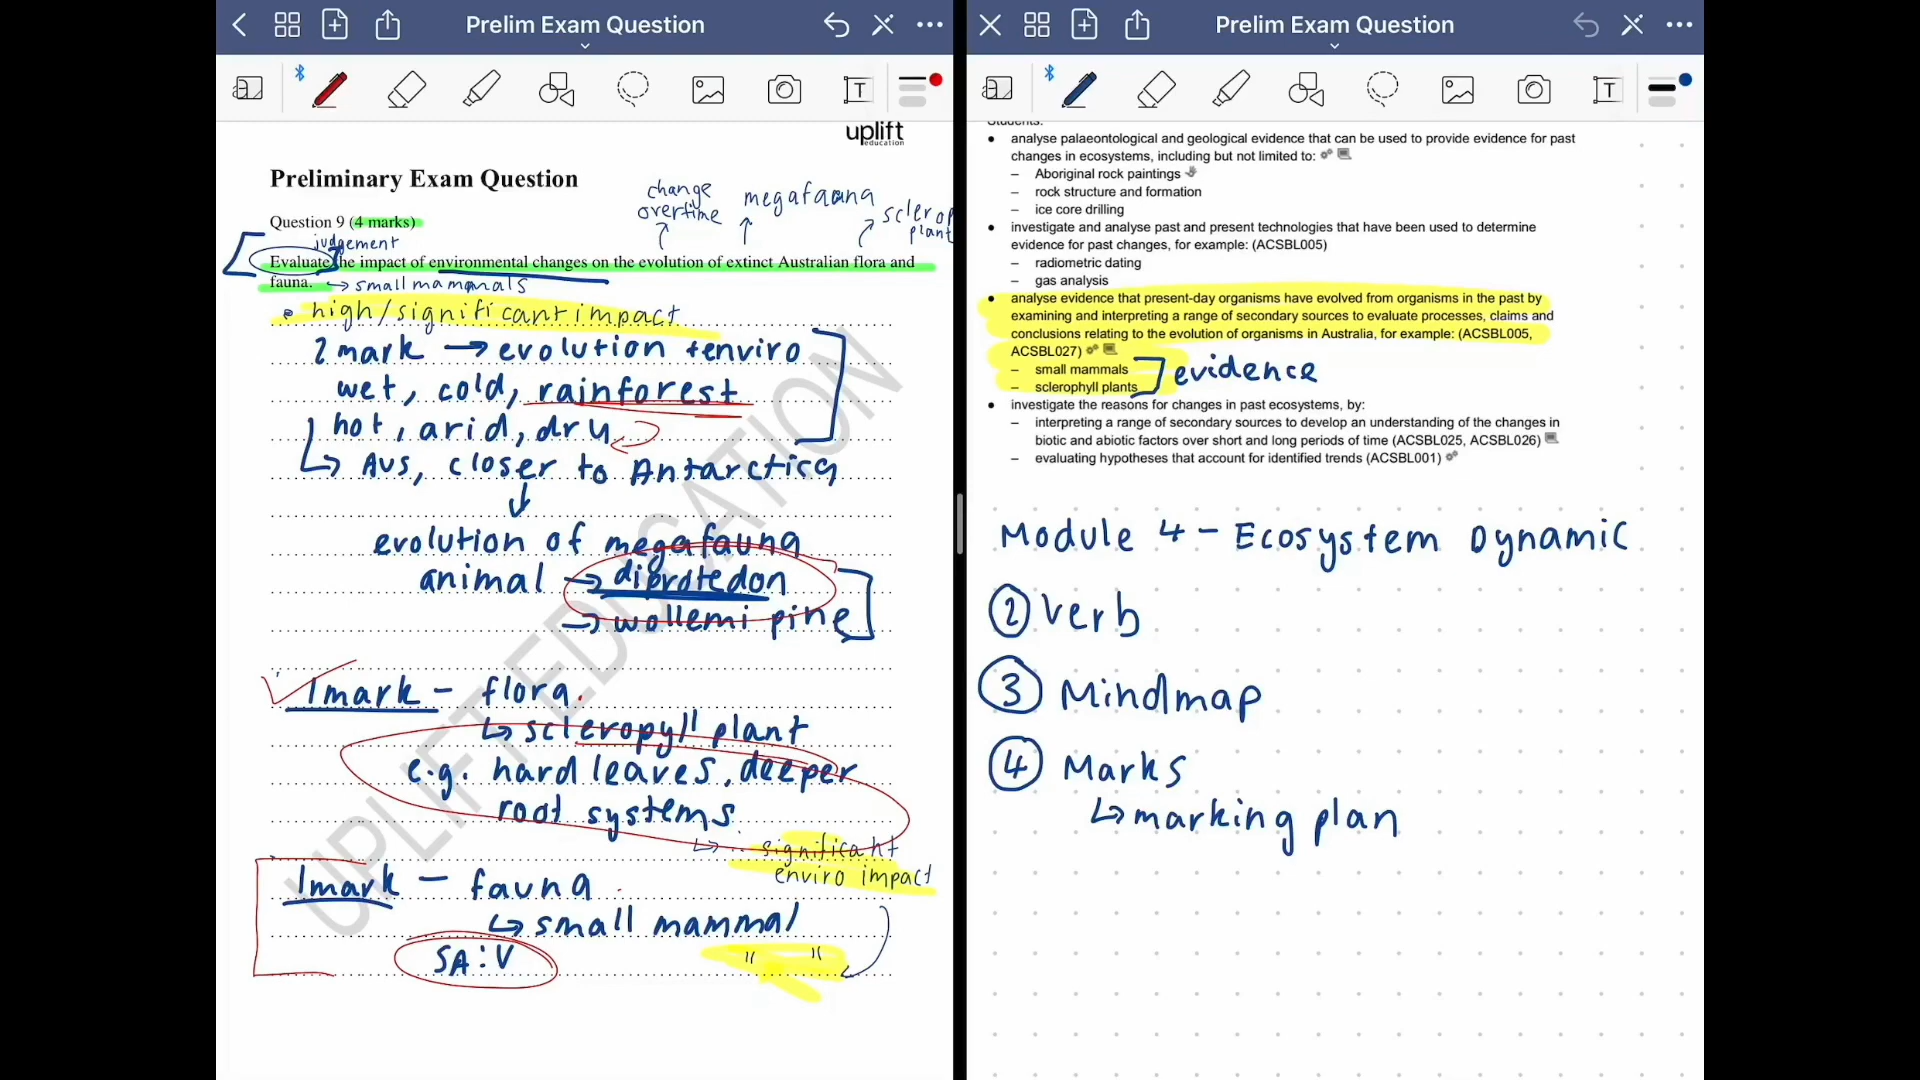 Prelim Exam Question
uplift
education
Preliminary Exam Question
change
overtime
megafauna
sclerop
plant
Question 9 (4 marks)
judgement
Evaluate the impact of environmental changes on the evolution of extinct Australian flora and
fauna. → small mammals
• high/significant impact
2 mark → evolution + enviro
wet, cold, rainforest
hot, arid, dry
↳ Aus, closer to Antarctica
↓
evolution of megafauna
animal → diprotedon
→ wollemi pine
1 mark - flora.
↳ scleropyll plant
e.g. hard leaves, deeper
root systems
↳ significant
enviro impact
1 mark - fauna
↳ small mammal
SA:V
" "
UPLIFT EDUCATION
Prelim Exam Question
Students:
• analyse palaeontological and geological evidence that can be used to provide evidence for past
changes in ecosystems, including but not limited to:
– Aboriginal rock paintings
– rock structure and formation
– ice core drilling
• investigate and analyse past and present technologies that have been used to determine
evidence for past changes, for example: (ACSBL005)
– radiometric dating
– gas analysis
• analyse evidence that present-day organisms have evolved from organisms in the past by
examining and interpreting a range of secondary sources to evaluate processes, claims and
conclusions relating to the evolution of organisms in Australia, for example: (ACSBL005,
ACSBL027)
– small mammals
– sclerophyll plants
evidence
• investigate the reasons for changes in past ecosystems, by:
– interpreting a range of secondary sources to develop an understanding of the changes in
biotic and abiotic factors over short and long periods of time (ACSBL025, ACSBL026)
– evaluating hypotheses that account for identified trends (ACSBL001)
Module 4 - Ecosystem Dynamic
② Verb
③ Mindmap
④ Marks
↳ marking plan